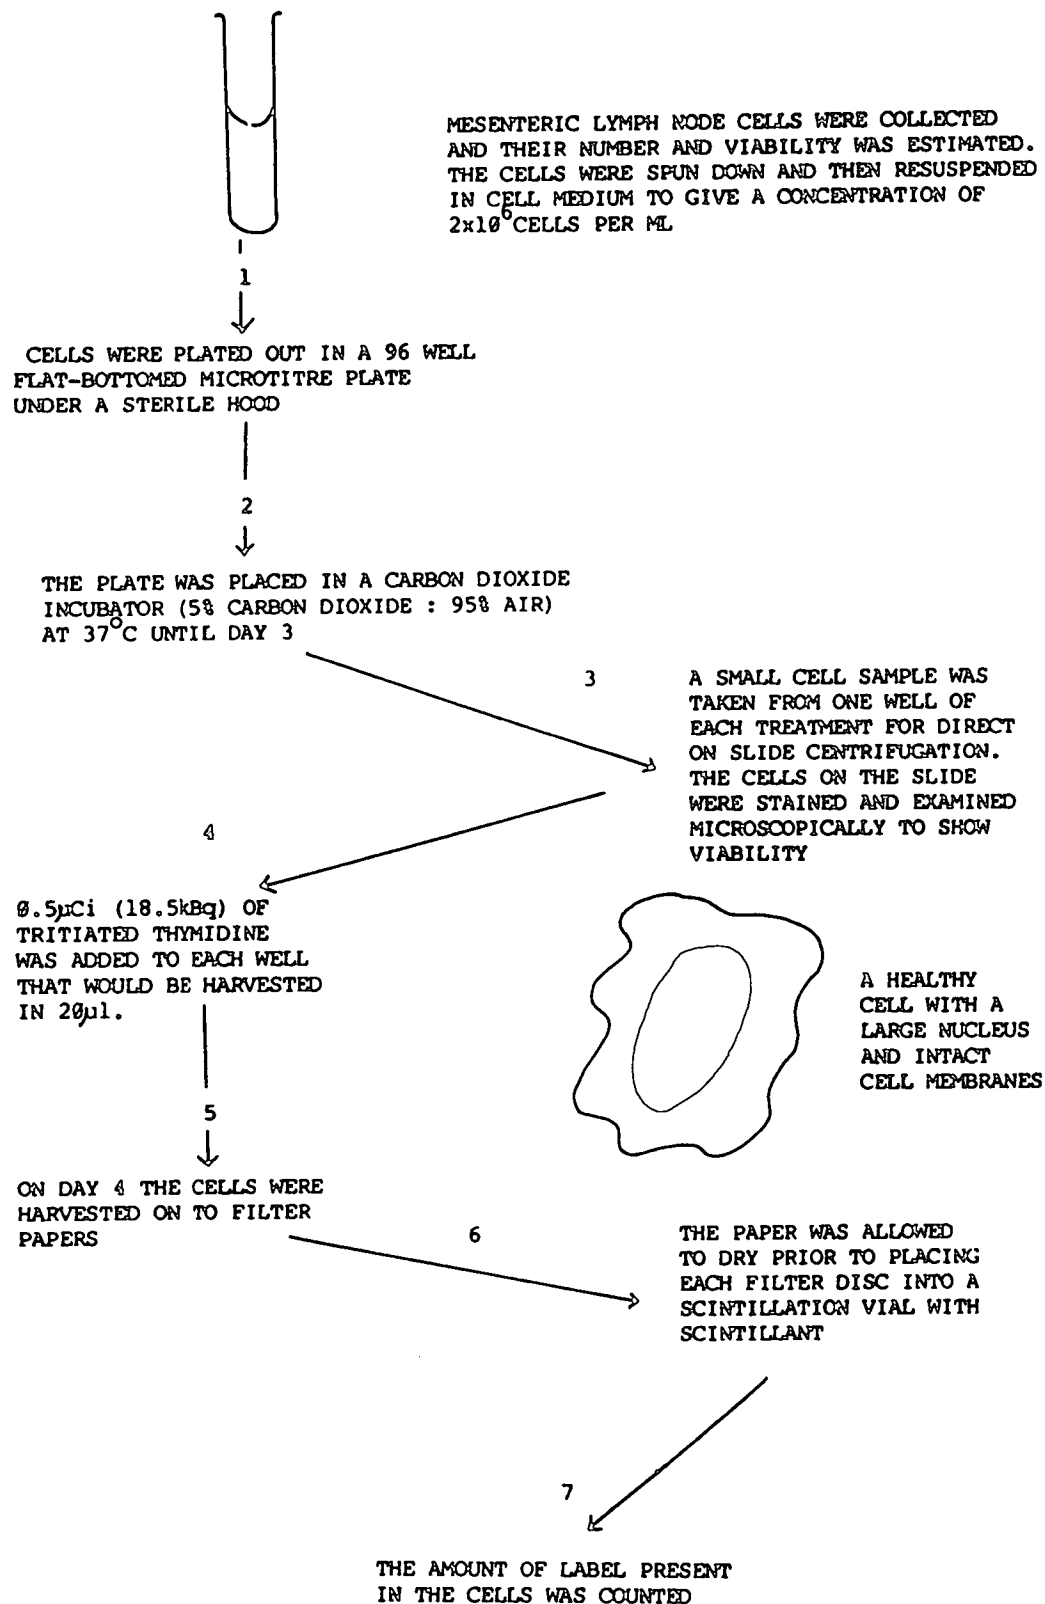 MESENTERIC LYMPH NODE CELLS WERE COLLECTED
AND THEIR NUMBER AND VIABILITY WAS ESTIMATED.
THE CELLS WERE SPUN DOWN AND THEN RESUSPENDED
IN CELL MEDIUM TO GIVE A CONCENTRATION OF
2x10⁶ CELLS PER ML
1
CELLS WERE PLATED OUT IN A 96 WELL
FLAT-BOTTOMED MICROTITRE PLATE
UNDER A STERILE HOOD
2
THE PLATE WAS PLACED IN A CARBON DIOXIDE
INCUBATOR (5% CARBON DIOXIDE : 95% AIR)
AT 37°C UNTIL DAY 3
3
A SMALL CELL SAMPLE WAS
TAKEN FROM ONE WELL OF
EACH TREATMENT FOR DIRECT
ON SLIDE CENTRIFUGATION.
THE CELLS ON THE SLIDE
WERE STAINED AND EXAMINED
MICROSCOPICALLY TO SHOW
VIABILITY
4
0.5µCi (18.5kBq) OF
TRITIATED THYMIDINE
WAS ADDED TO EACH WELL
THAT WOULD BE HARVESTED
IN 20µl.
A HEALTHY
CELL WITH A
LARGE NUCLEUS
AND INTACT
CELL MEMBRANES
5
ON DAY 4 THE CELLS WERE
HARVESTED ON TO FILTER
PAPERS
6
THE PAPER WAS ALLOWED
TO DRY PRIOR TO PLACING
EACH FILTER DISC INTO A
SCINTILLATION VIAL WITH
SCINTILLANT
7
THE AMOUNT OF LABEL PRESENT
IN THE CELLS WAS COUNTED